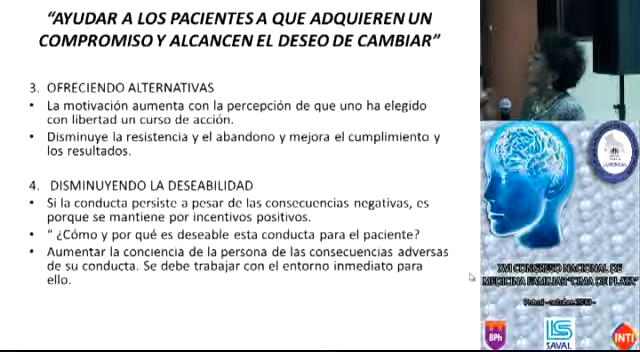 “AYUDAR A LOS PACIENTES A QUE ADQUIEREN UN
COMPROMISO Y ALCANCEN EL DESEO DE CAMBIAR”
3. OFRECIENDO ALTERNATIVAS
• La motivación aumenta con la percepción de que uno ha elegido
con libertad un curso de acción.
• Disminuye la resistencia y el abandono y mejora el cumplimiento y
los resultados.
4. DISMINUYENDO LA DESEABILIDAD
• Si la conducta persiste a pesar de las consecuencias negativas, es
porque se mantiene por incentivos positivos.
• “ ¿Cómo y por qué es deseable esta conducta para el paciente?
• Aumentar la conciencia de la persona de las consecuencias adversas
de su conducta. Se debe trabajar con el entorno inmediato para
ello.
XVI CONGRESO NACIONAL DE
MEDICINA FAMILIAR "CIMA DE PLATA"
BPh
SAVAL
INTI